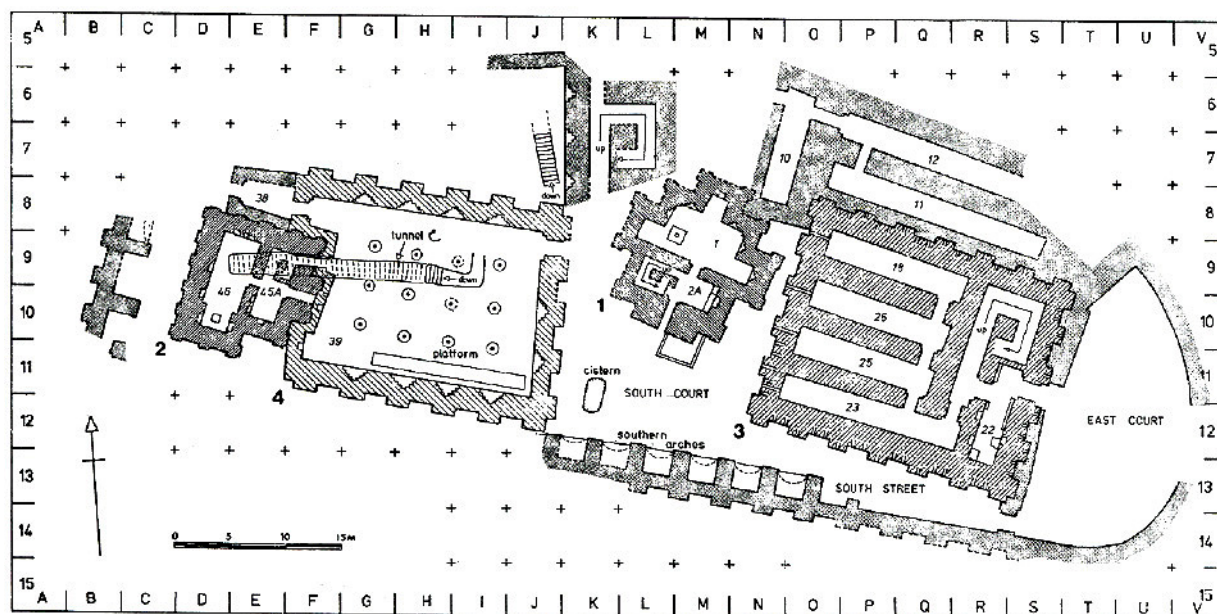 A B C D E F G H I J K L M N O P Q R S T U V
5 5
6 6
7 up 10 12 7
down
8 38 11 8
9 tunnel ℄ 1 18 9
46 45A down 2A
10 1 26 up 10
2
39 platform 25
11 cistern 11
4 SOUTH COURT 23
12 southern arches 3 22 EAST COURT 12
13 SOUTH STREET 13
14 0 5 10 15M 14
15 15
A B C D E F G H I J K L M N O P Q R S T U V